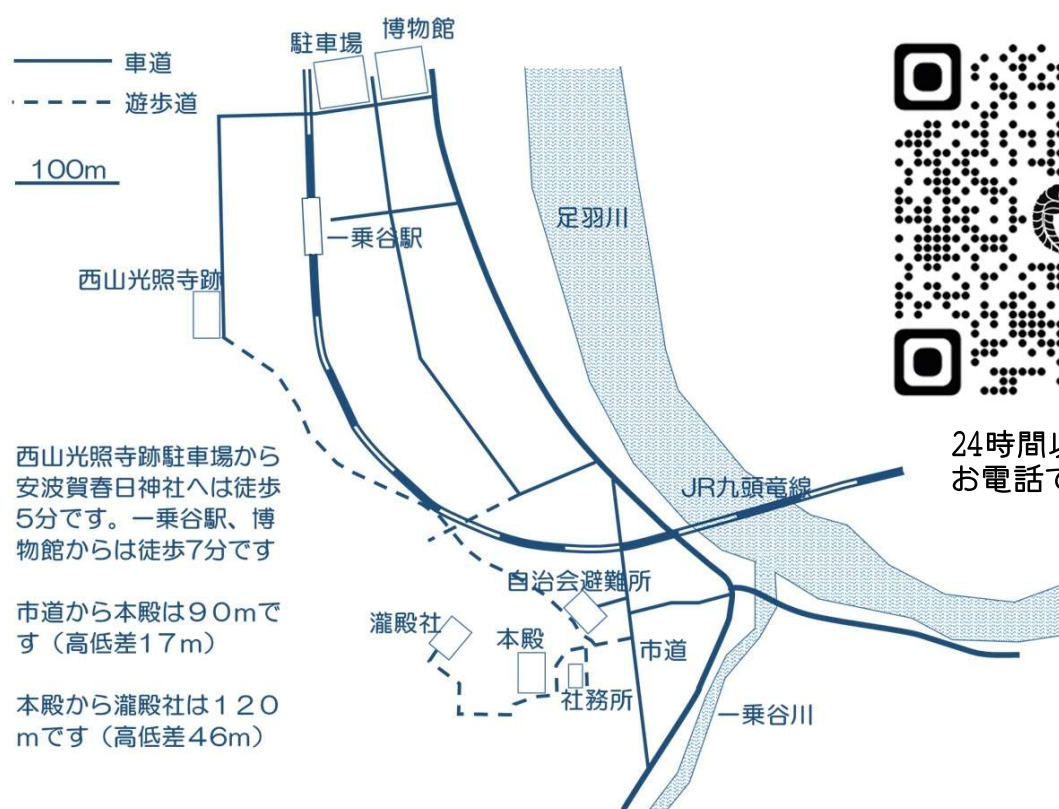 博物館
駐車場
車道
遊歩道
100m
足羽川
一乗谷駅
西山光照寺跡
24時間
お電話で
西山光照寺跡駐車場から
安波賀春日神社へは徒歩
5分です。一乗谷駅、博
物館からは徒歩7分です
JR九頭竜線
自治会避難所
市道から本殿は90mで
す（高低差17m）
瀧殿社
本殿
市道
社務所
本殿から瀧殿社は120
mです（高低差46m）
一乗谷川